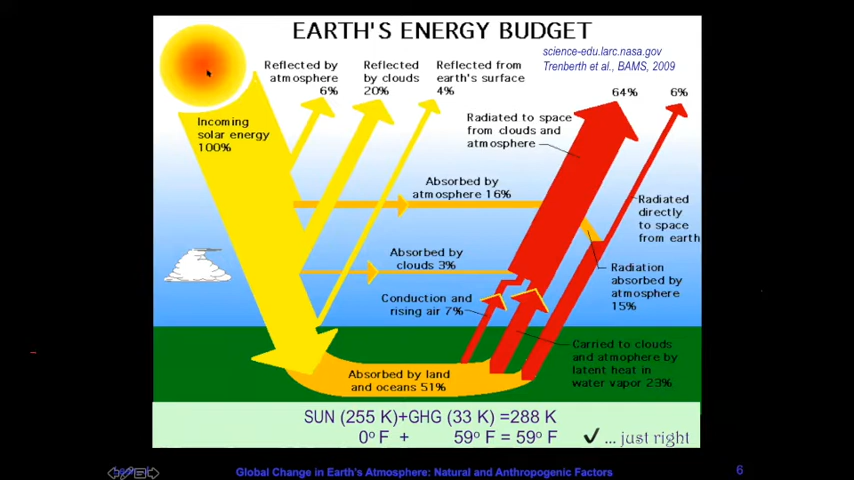 EARTH'S ENERGY BUDGET
science-edu.larc.nasa.gov
Trenberth et al., BAMS, 2009
Reflected by
atmosphere
6%
Reflected
by clouds
20%
Reflected from
earth's surface
4%
64%
6%
Incoming
solar energy
100%
Radiated to space
from clouds and
atmosphere
Absorbed by
atmosphere 16%
Radiated
directly
to space
from earth
Absorbed by
clouds 3%
Radiation
absorbed by
atmosphere
15%
Conduction and
rising air 7%
Carried to clouds
and atmophere by
latent heat in
water vapor 23%
Absorbed by land
and oceans 51%
SUN (255 K)+GHG (33 K) =288 K
0° F + 59° F = 59° F ✓ ... just right
Global Change in Earth's Atmosphere: Natural and Anthropogenic Factors
6